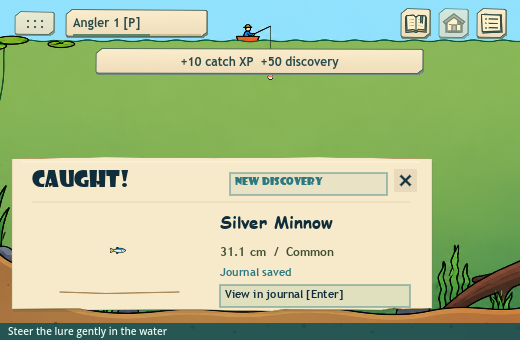 Angler 1 [P]
+10 catch XP +50 discovery
CAUGHT!
NEW DISCOVERY
Silver Minnow
31.1 cm / Common
Journal saved
View in journal [Enter]
Steer the lure gently in the water